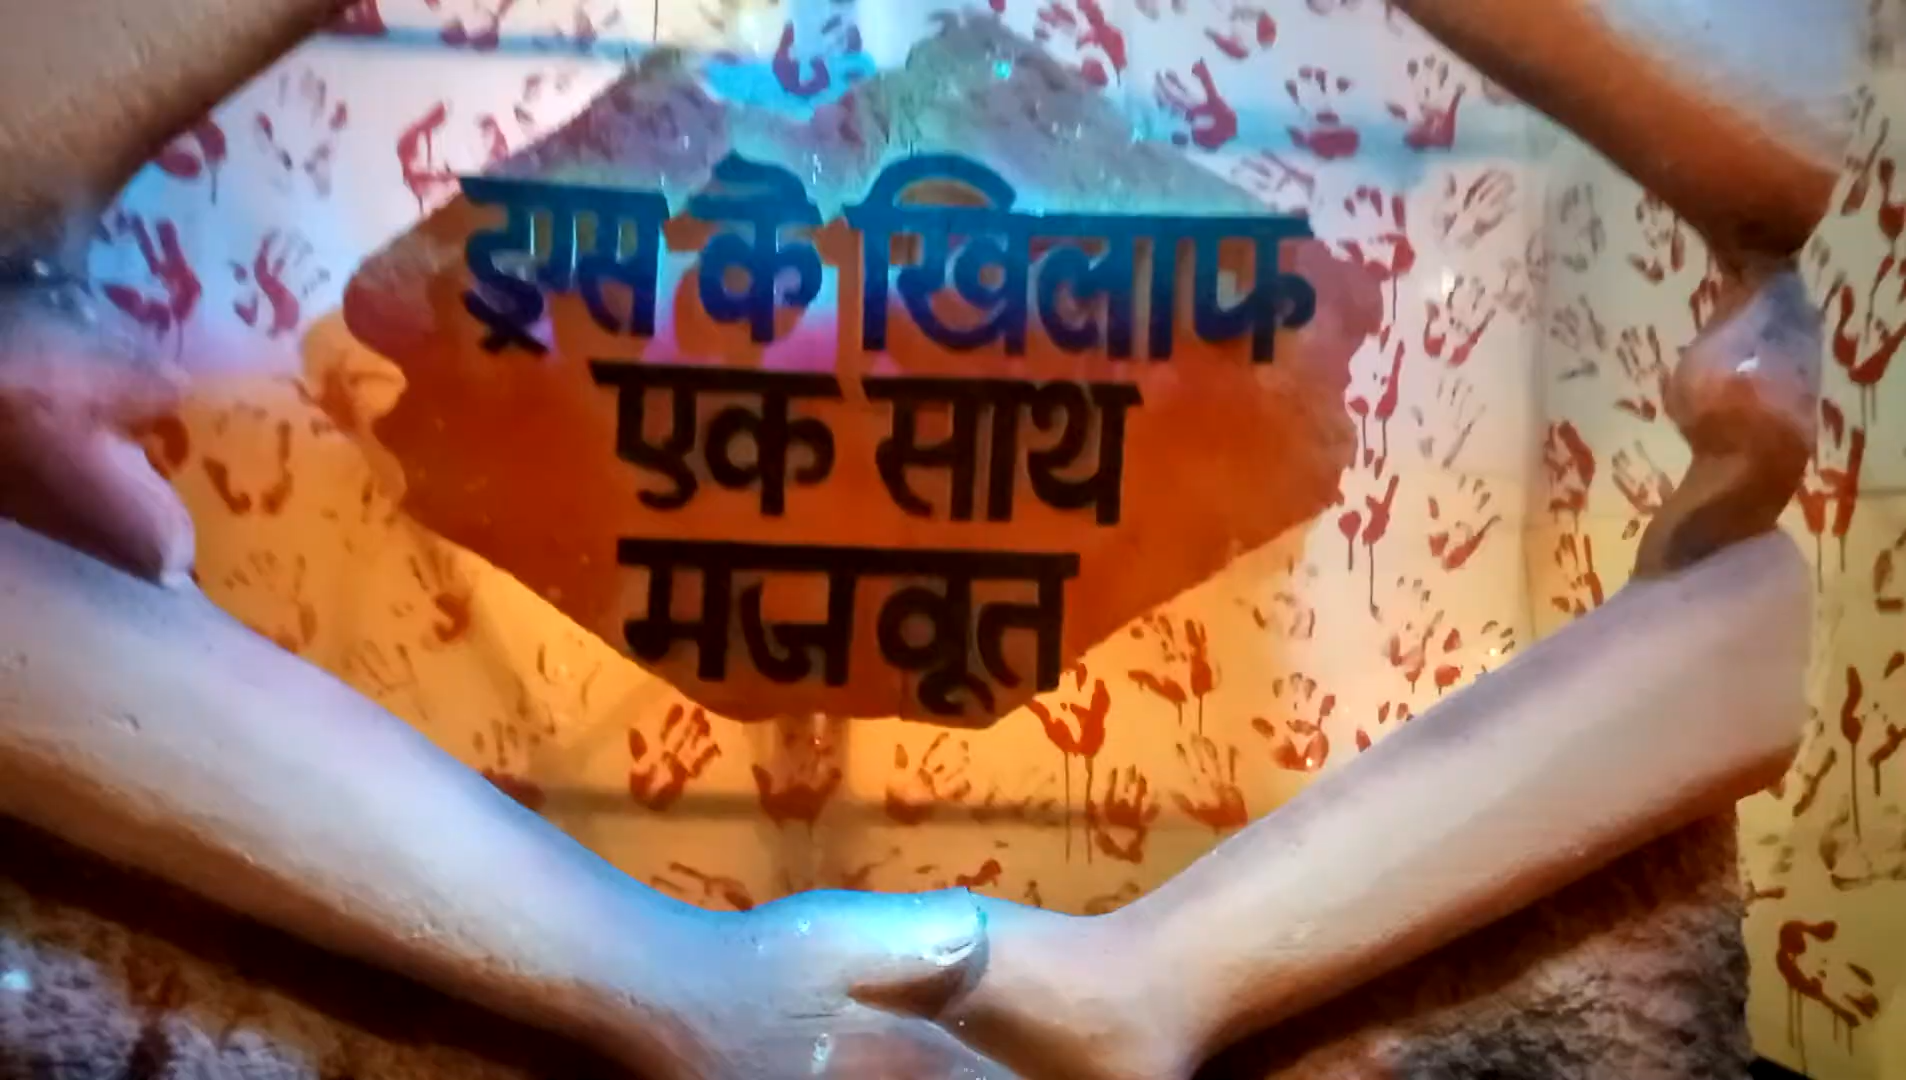 ड्रग्स के खिलाफ
एक साथ
मजबूत